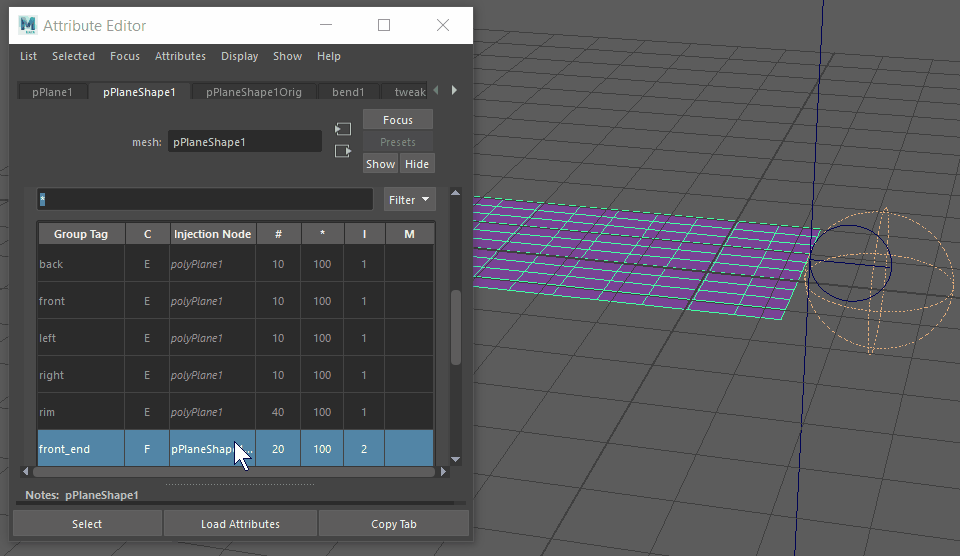 Attribute Editor
List Selected Focus Attributes Display Show Help
pPlane1 pPlaneShape1 pPlaneShape1Orig bend1 tweak
Focus
mesh: pPlaneShape1 Presets
Show Hide
* Filter
Group Tag C Injection Node # * I M
back E polyPlane1 10 100 1
front E polyPlane1 10 100 1
left E polyPlane1 10 100 1
right E polyPlane1 10 100 1
rim E polyPlane1 40 100 1
front_end F pPlaneShape1... 20 100 2
Notes: pPlaneShape1
Select Load Attributes Copy Tab